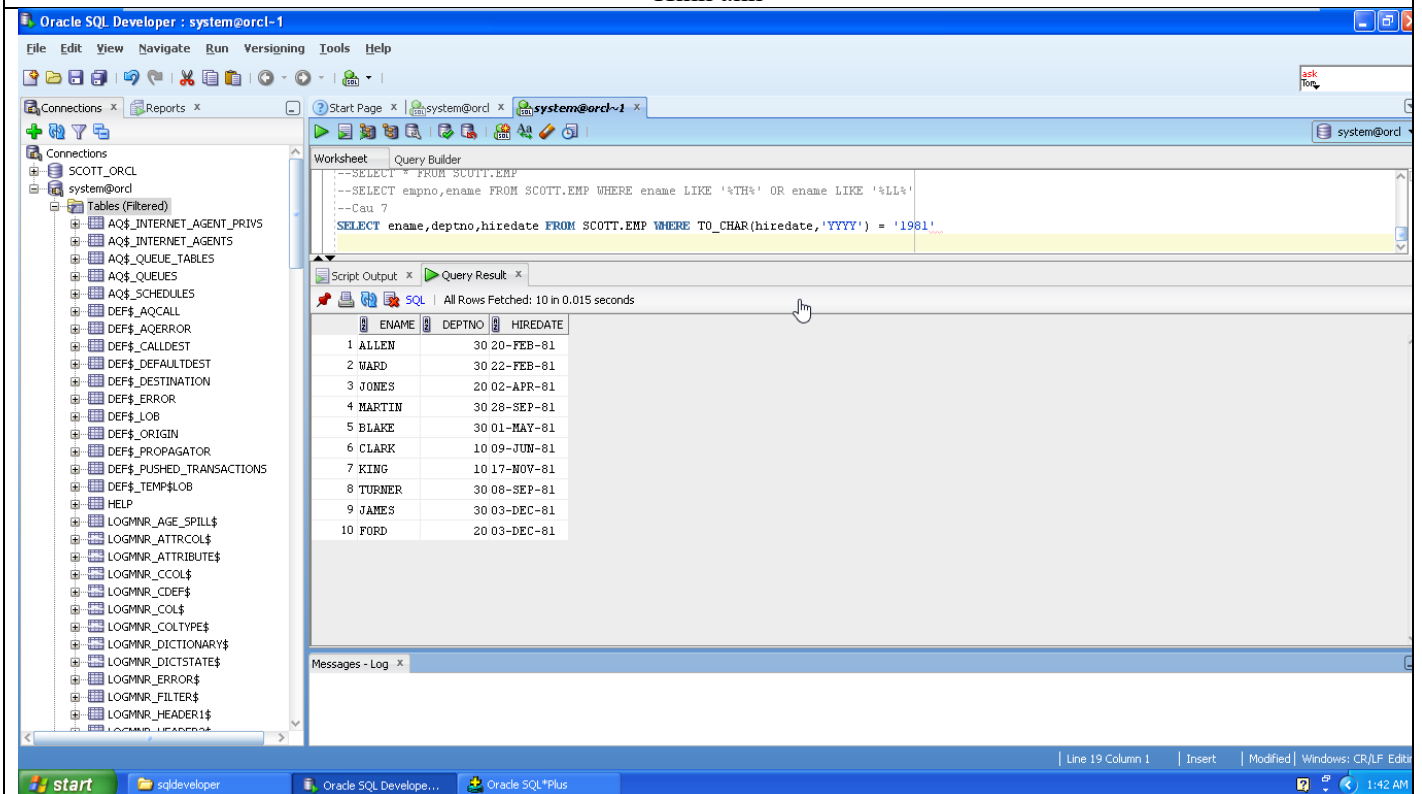 Oracle SQL Developer : system@orcl~1
File Edit View Navigate Run Versioning Tools Help
ask
Tom
Connections Reports
Start Page system@orcl system@orcl~1
system@orcl
Connections
SCOTT_ORCL
system@orcl
Tables (Filtered)
AQ$_INTERNET_AGENT_PRIVS
AQ$_INTERNET_AGENTS
AQ$_QUEUE_TABLES
AQ$_QUEUES
AQ$_SCHEDULES
DEF$_AQCALL
DEF$_AQERROR
DEF$_CALLDEST
DEF$_DEFAULTDEST
DEF$_DESTINATION
DEF$_ERROR
DEF$_LOB
DEF$_ORIGIN
DEF$_PROPAGATOR
DEF$_PUSHED_TRANSACTIONS
DEF$_TEMP$LOB
HELP
LOGMNR_AGE_SPILL$
LOGMNR_ATTRCOL$
LOGMNR_ATTRIBUTE$
LOGMNR_CCOL$
LOGMNR_CDEF$
LOGMNR_COL$
LOGMNR_COLTYPE$
LOGMNR_DICTIONARY$
LOGMNR_DICTSTATE$
LOGMNR_ERROR$
LOGMNR_FILTER$
LOGMNR_HEADER1$
Worksheet Query Builder
--SELECT * FROM SCOTT.EMP
--SELECT empno,ename FROM SCOTT.EMP WHERE ename LIKE '%TH%' OR ename LIKE '%LL%'
--Cau 7
SELECT ename,deptno,hiredate FROM SCOTT.EMP WHERE TO_CHAR(hiredate,'YYYY') = '1981'
Script Output Query Result
SQL | All Rows Fetched: 10 in 0.015 seconds
ENAME DEPTNO HIREDATE
1 ALLEN 30 20-FEB-81
2 WARD 30 22-FEB-81
3 JONES 20 02-APR-81
4 MARTIN 30 28-SEP-81
5 BLAKE 30 01-MAY-81
6 CLARK 10 09-JUN-81
7 KING 10 17-NOV-81
8 TURNER 30 08-SEP-81
9 JAMES 30 03-DEC-81
10 FORD 20 03-DEC-81
Messages - Log
Line 19 Column 1 | Insert | Modified | Windows: CR/LF
start sqldeveloper Oracle SQL Develope... Oracle SQL*Plus 1:42 AM